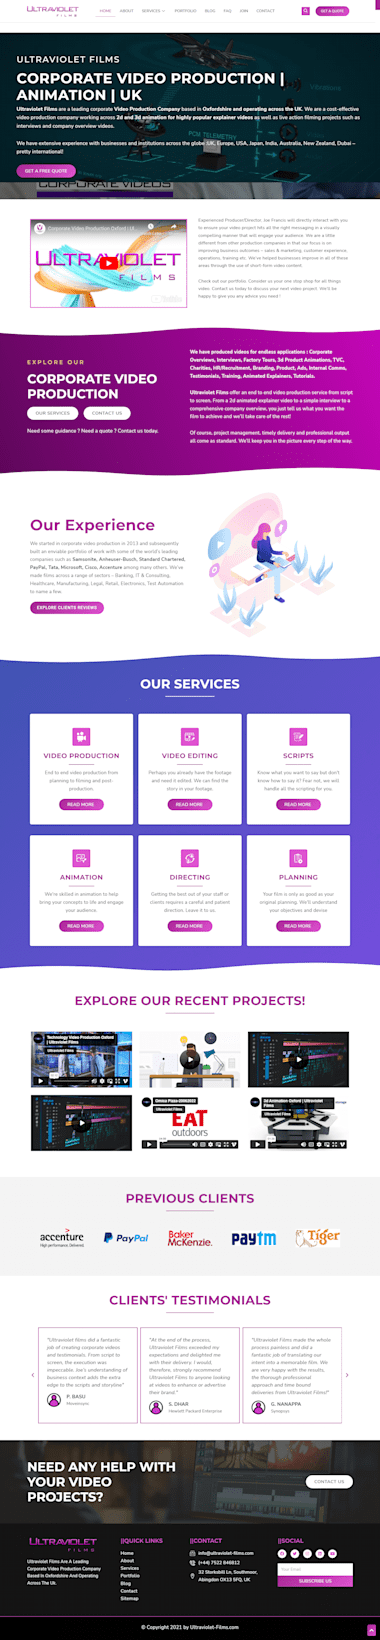 ULTRAVIOLET
FILMS
HOME ABOUT SERVICES PORTFOLIO BLOG FAQ CONTACT
GET A QUOTE
ULTRAVIOLET FILMS
CORPORATE VIDEO PRODUCTION |
ANIMATION | UK
Ultraviolet Films are a leading corporate Video Production Company based in Oxfordshire and operating across the UK. We are a cost-effective
video production company working across 2d and 3d animation for highly popular explainer videos as well as live action filming projects such as
interviews and company overview videos.
We have extensive experience with businesses and institutions across the globe :UK, Europe, USA, Japan, India, Australia, New Zealand, Dubai –
pretty international!
GET A FREE QUOTE
CORPORATE VIDEOS
Corporate Video Production Oxford | UK
ULTRAVIOLET
FILMS
Experienced Producer/Director, Joe Francis will directly interact with you
to ensure your video project hits all the right messaging in a visually
compelling manner that will engage your audience. We are a little
different from other production companies in that our focus is on
improving business outcomes – sales & marketing, customer experience,
operations, training etc. We've helped businesses improve in all of these
areas through the use of short-form video content.
Check out our portfolio. Consider us your one stop shop for all things
video. Contact us today to discuss your next video project. We'll be
happy to give you any advice you need!
EXPLORE OUR
CORPORATE VIDEO
PRODUCTION
OUR SERVICES
CONTACT US
Need some guidance ? Need a quote ? Contact us today.
We have produced videos for endless applications : Corporate
Overviews, Interviews, Factory Tours, 3d Product Animations, TVC,
Charities, HR/Recruitment, Branding, Product, Ads, Internal Comms,
Testimonials, Training, Animated Explainers, Tutorials.
Ultraviolet Films offer an end to end video production service from script
to screen. From a 2d animated explainer video to a simple interview to a
comprehensive company overview, you just tell us what you want the
film to achieve and we'll take care of the rest!
Of course, project management, timely delivery and professional output
all come as standard. We'll keep you in the picture every step of the way.
Our Experience
We started in corporate video production in 2013 and subsequently
built an enviable portfolio of work with some of the world's leading
companies such as Samsonite, Anheuser-Busch, Standard Chartered,
PayPal, Tata, Microsoft, Cisco, Accenture among many others. We've
made films across a range of sectors – Banking, IT & Consulting,
Healthcare, Manufacturing, Legal, Retail, Electronics, Test Automation
to name a few.
EXPLORE CLIENTS REVIEWS
OUR SERVICES
VIDEO PRODUCTION
End to end video production from
planning to filming and post-
production.
READ MORE
VIDEO EDITING
Perhaps you already have the footage
and need it edited. We can find the
story in your footage.
READ MORE
SCRIPTS
Know what you want to say but don't
know how to say it? Fear not, we will
handle all the scripting for you.
READ MORE
ANIMATION
We're skilled in animation to help
bring your concepts to life and engage
your audience.
READ MORE
DIRECTING
Getting the best out of your staff or
clients requires a careful and patient
direction. Leave it to us.
READ MORE
PLANNING
Your film is only as good as your
original planning. We'll understand
your objectives and devise
READ MORE
EXPLORE OUR RECENT PROJECTS!
Technology Video Production Oxford |
Ultraviolet Films
Ultraviolet Films
EAT
outdoors
3d Animation Oxford | Ultraviolet
Films
Ultraviolet Films
PREVIOUS CLIENTS
accenture
High performance. Delivered.
PayPal
Baker
McKenzie.
paytm
Tiger
CLIENTS' TESTIMONIALS
"Ultraviolet films did a fantastic
job of creating corporate videos
and testimonials. From script to
screen, the execution was
impeccable. Joe's understanding of
business context adds the extra
edge to the scripts and storyline"
P. BASU
"At the end of the process,
Ultraviolet Films exceeded my
expectations and delighted me
with their delivery. I would,
therefore, strongly recommend
Ultraviolet Films to anyone looking
at videos to enhance or advertise
their brand."
S. DHAR
Hewlett Packard Enterprise
"Ultraviolet Films made the whole
process painless and did a
fantastic job of translating our
intent into a memorable film. We
are very happy with the results,
the thorough professional
approach and time bound
deliveries from Ultraviolet Films!"
G. NANAPPA
Synopsys
NEED ANY HELP WITH
YOUR VIDEO
PROJECTS?
CONTACT US
ULTRAVIOLET
FILMS
Ultraviolet Films Are A Leading
Corporate Video Production Company
Based In Oxfordshire And Operating
Across The UK.
||QUICK LINKS
Home
About
Services
Portfolio
Blog
Contact
Sitemap
||CONTACT
info@ultraviolet-films.com
(+44) 7522 846812
32 Storksbill Ln, Southmoor,
Abingdon OX13 5FQ, UK
||SOCIAL
Your Email
SUBSCRIBE US
© Copyright 2021 by Ultraviolet-Films.com